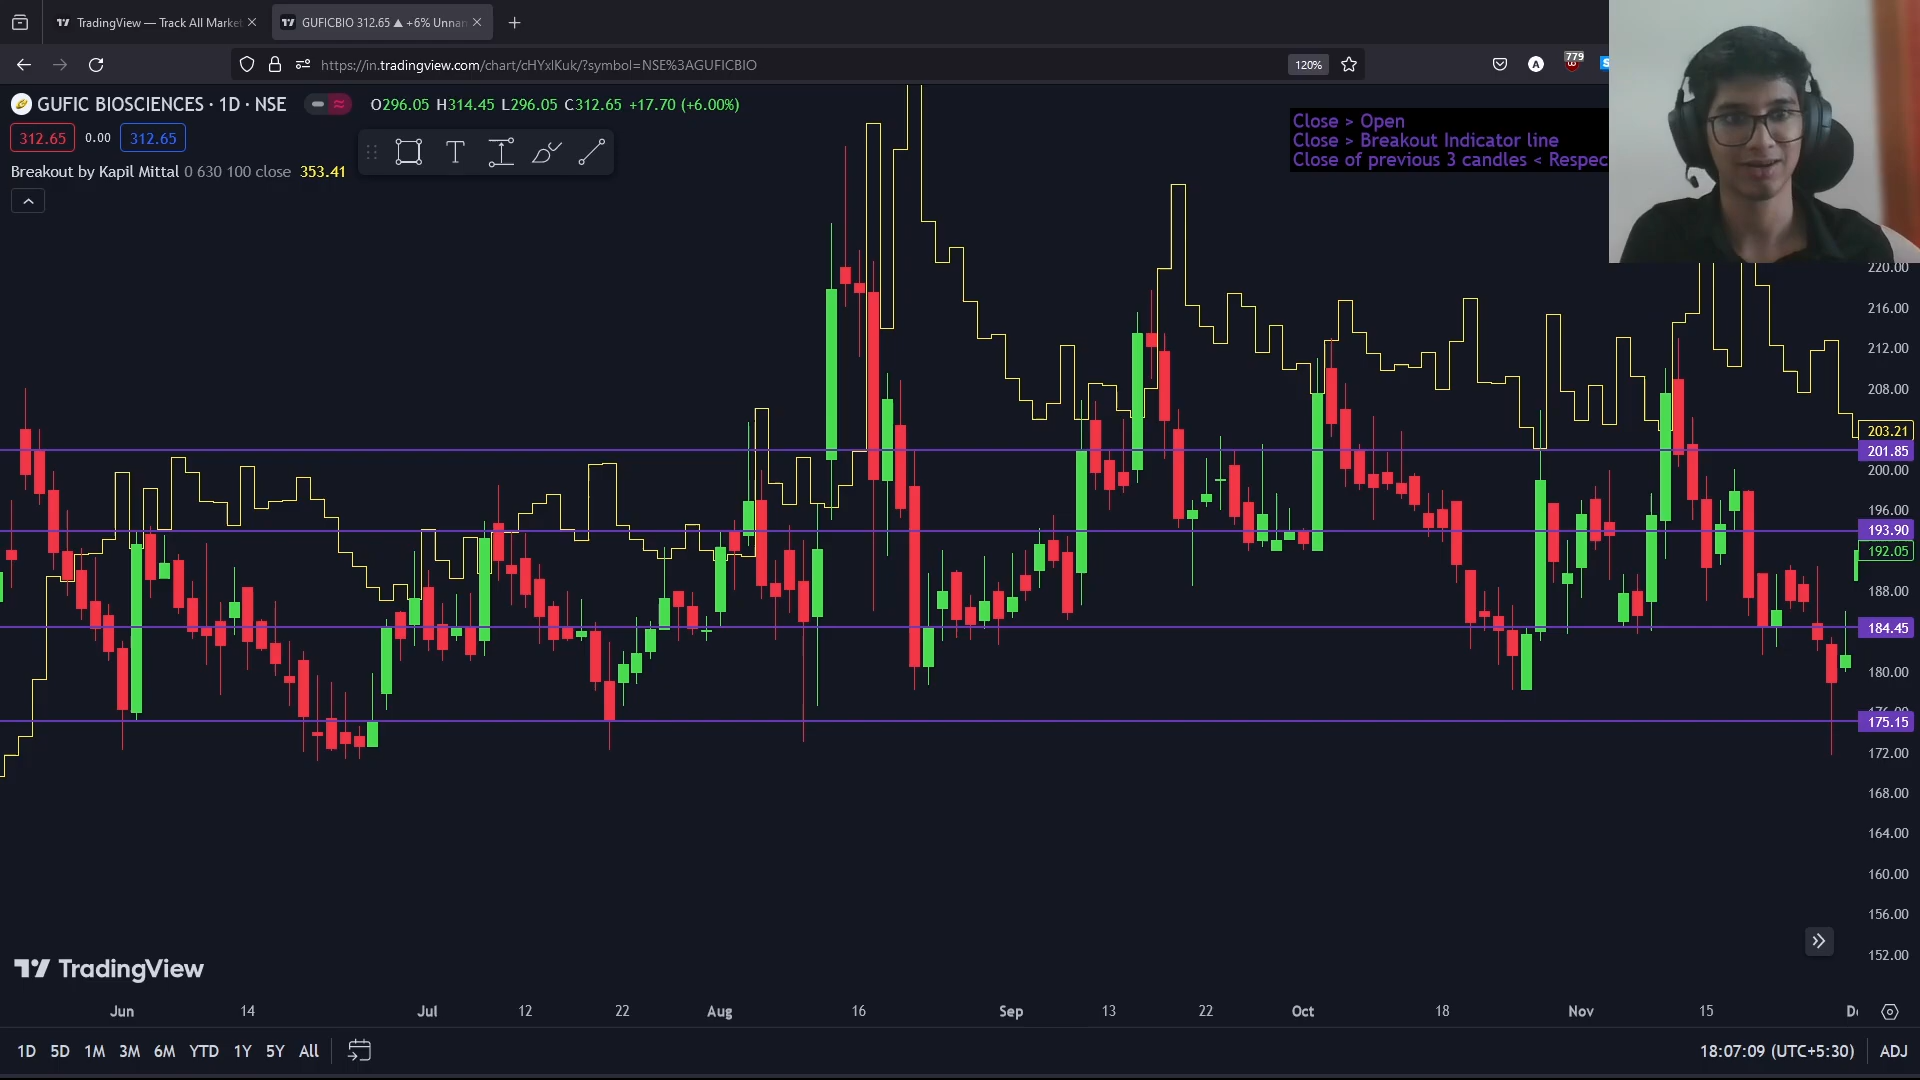 TradingView — Track All Marke
GUFICBIO 312.65 ▲ +6% Unnan
https://in.tradingview.com/chart/cHYxlKuk/?symbol=NSE%3AGUFICBIO
120%
779
A
GUFIC BIOSCIENCES · 1D · NSE
O296.05 H314.45 L296.05 C312.65 +17.70 (+6.00%)
312.65 0.00 312.65
Breakout by Kapil Mittal 0 630 100 close 353.41
T
Close > Open
Close > Breakout Indicator line
Close of previous 3 candles < Respec
220.00
216.00
212.00
208.00
203.21
201.85
200.00
196.00
193.90
192.05
188.00
184.45
180.00
175.15
172.00
168.00
164.00
160.00
156.00
152.00
TradingView
Jun 14 Jul 12 22 Aug 16 Sep 13 22 Oct 18 Nov 15 De
1D 5D 1M 3M 6M YTD 1Y 5Y All
18:07:09 (UTC+5:30) ADJ